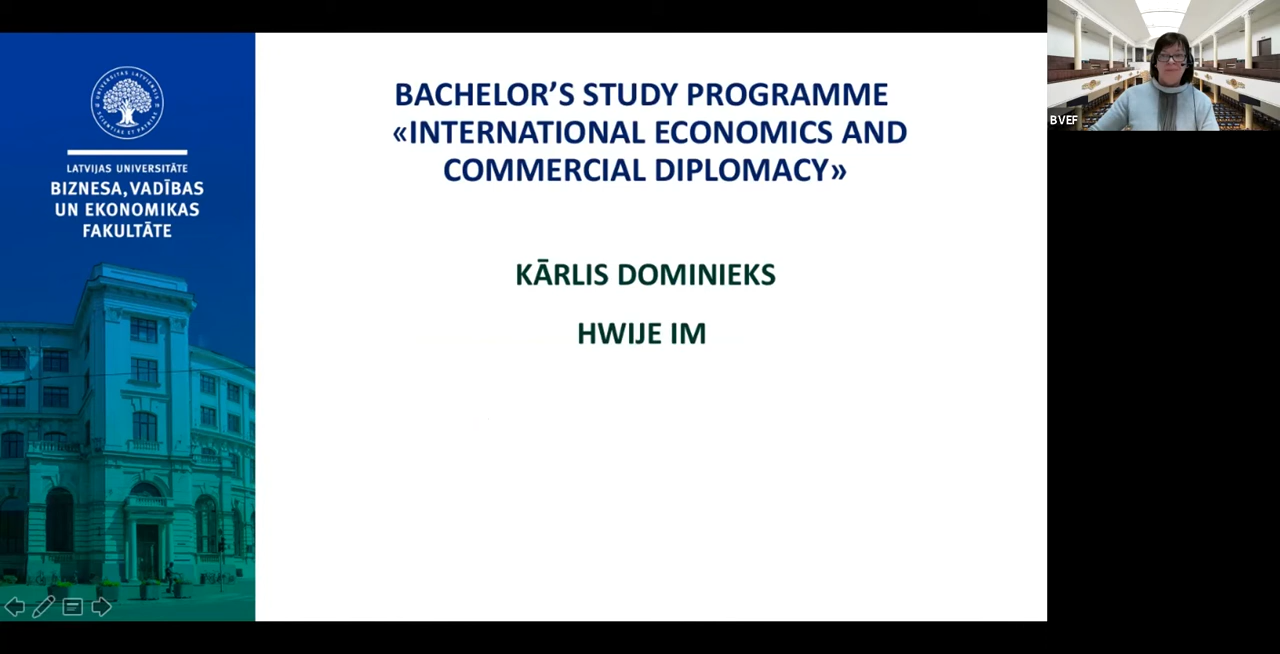 LATVIJAS UNIVERSITĀTE
BIZNESA, VADĪBAS
UN EKONOMIKAS
FAKULTĀTE
BACHELOR’S STUDY PROGRAMME
«INTERNATIONAL ECONOMICS AND
COMMERCIAL DIPLOMACY»
KĀRLIS DOMINIEKS
HWIJE IM
BVEF